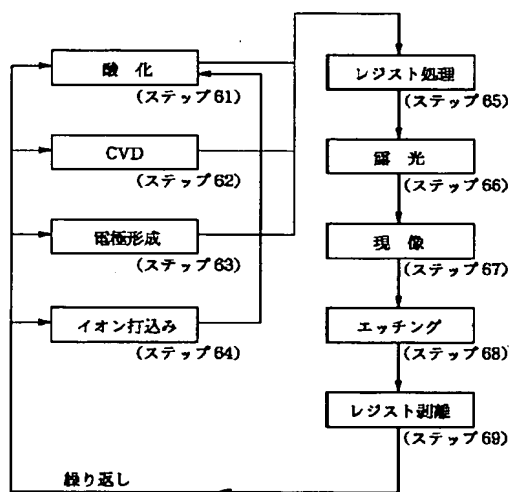 酸 化
(ステップ61)
CVD
(ステップ62)
電極形成
(ステップ63)
イオン打込み
(ステップ64)
レジスト処理
(ステップ65)
露 光
(ステップ66)
現 像
(ステップ67)
エッチング
(ステップ68)
レジスト剥離
(ステップ69)
繰り返し